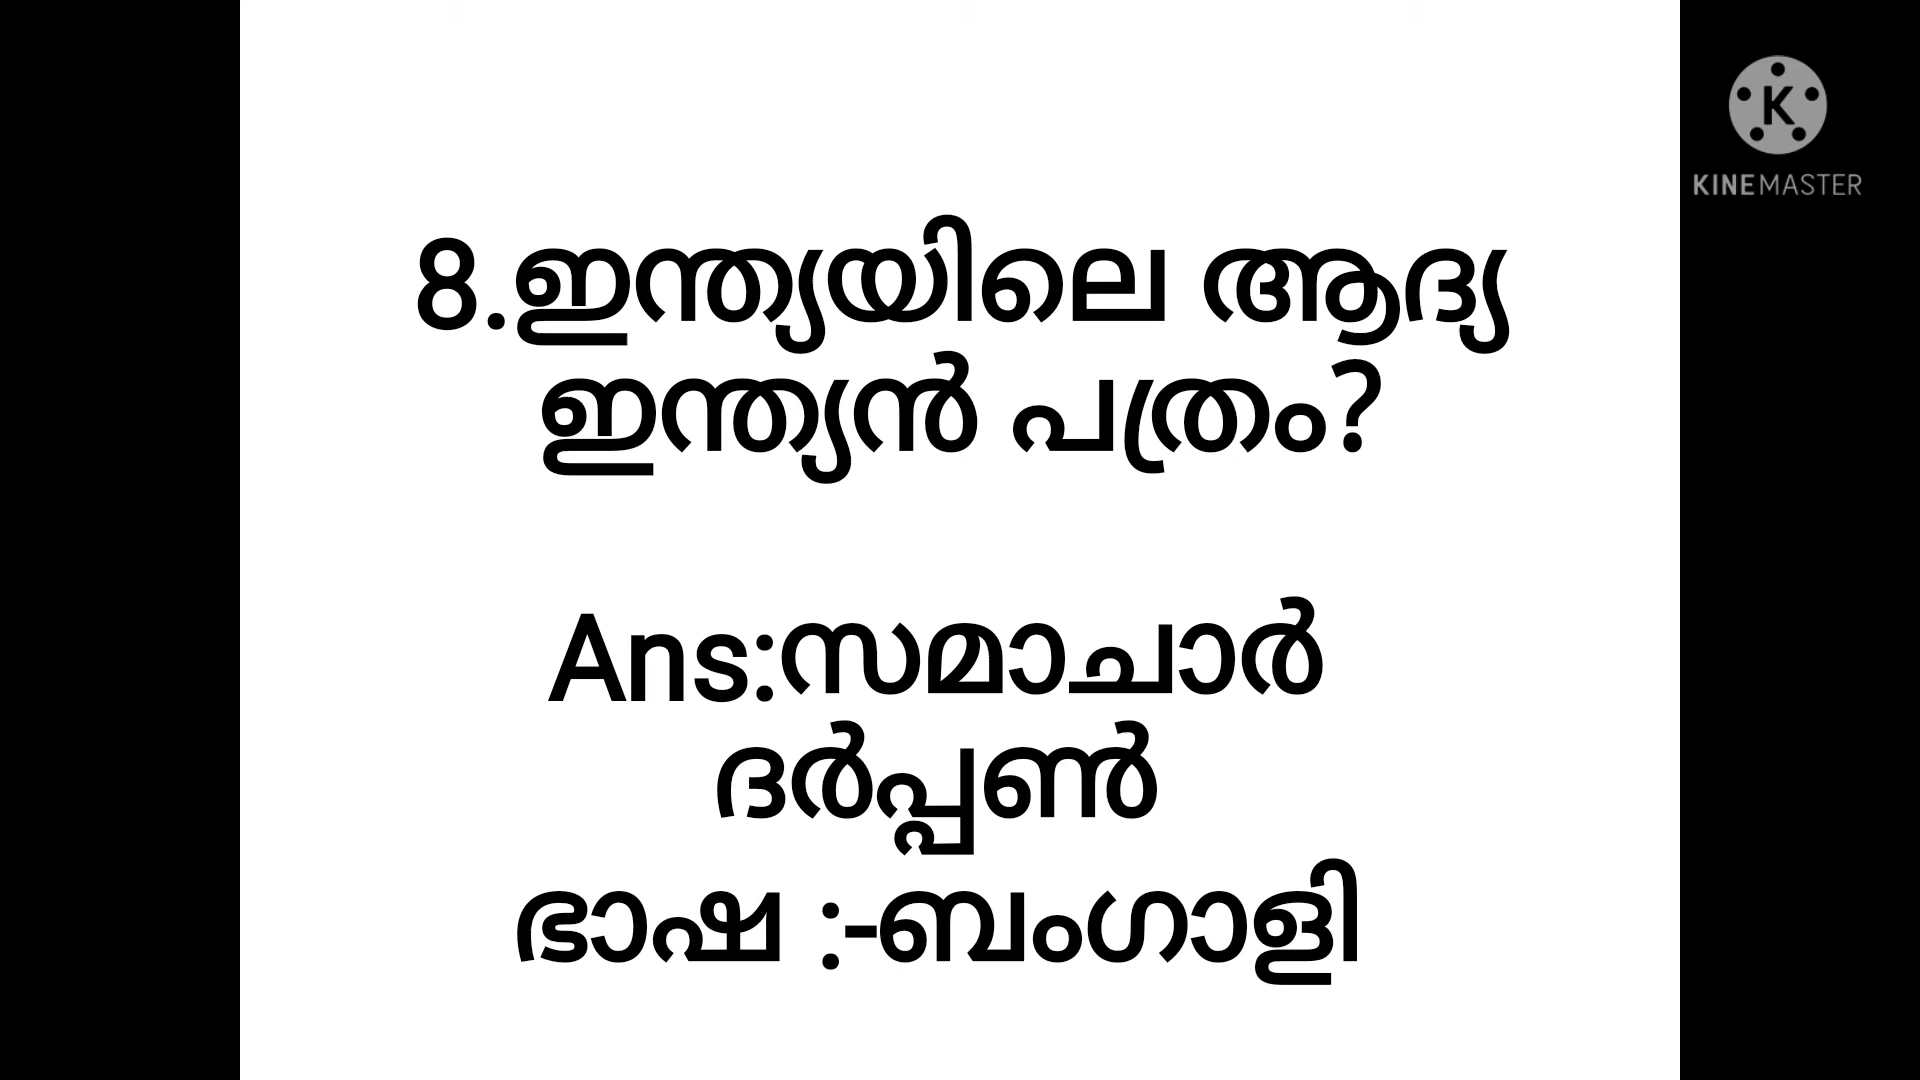 8.ഇന്ത്യയിലെ ആദ്യ
ഇന്ത്യൻ പത്രം?
Ans:സമാചാർ
ദർപ്പൺ
ഭാഷ :-ബംഗാളി
K
KINEMASTER